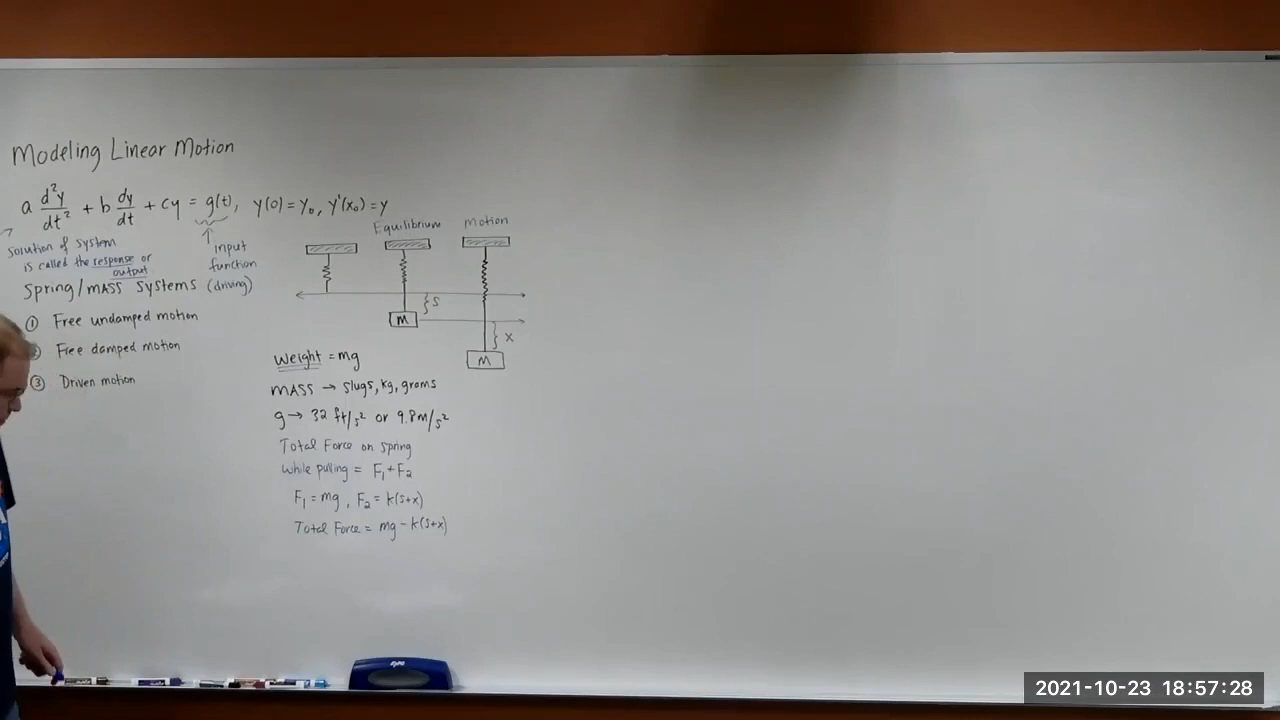 Modeling Linear Motion
a d²y/dt² + b dy/dt + cy = g(t), y(0) = y₀, y'(x₀) = y
solution of system
is called the response or
output
input
function
(driving)
Spring/MASS Systems
① Free undamped motion
② Free damped motion
③ Driven motion
Equilibrium
Motion
S
M
X
M
Weight = mg
MASS → slugs, kg, grams
g → 32 ft/s² or 9.8 m/s²
Total Force on spring
while pulling = F₁ + F₂
F₁ = mg, F₂ = k(s+x)
Total Force = mg - k(s+x)
expo
2021-10-23 18:57:28